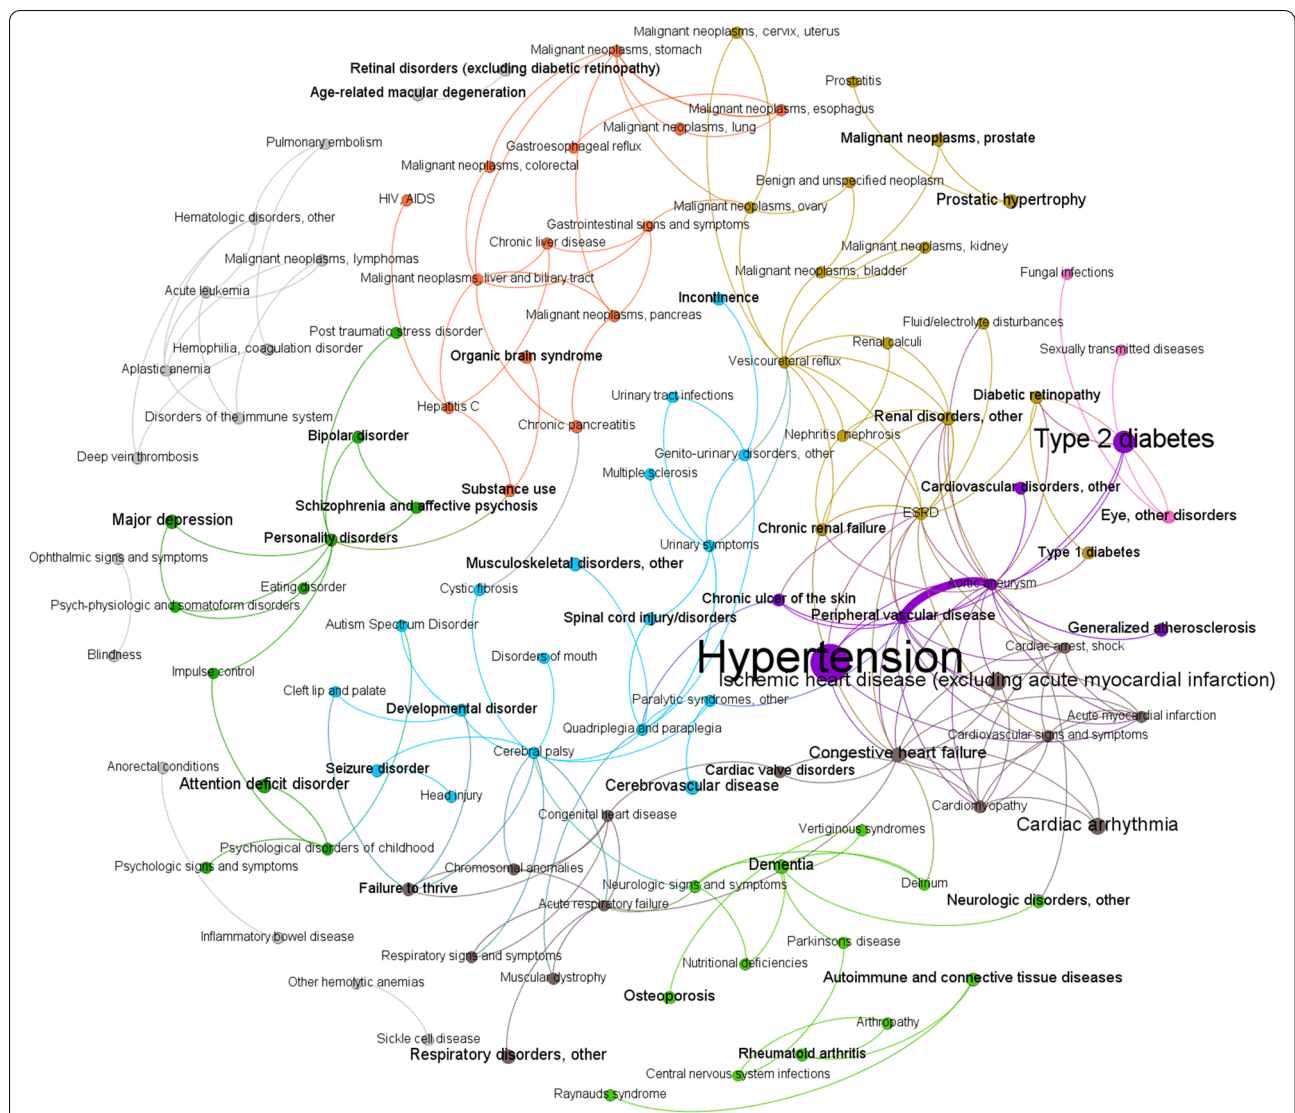 Malignant neoplasms, cervix, uterus
Malignant neoplasms, stomach
Retinal disorders (excluding diabetic retinopathy)
Prostatitis
Age-related macular degeneration
Malignant neoplasms, esophagus
Malignant neoplasms, lung
Malignant neoplasms, prostate
Pulmonary embolism
Gastroesophageal reflux
Malignant neoplasms, colorectal
Benign and unspecified neoplasm
HIV, AIDS
Prostatic hypertrophy
Malignant neoplasms, ovary
Hematologic disorders, other
Gastrointestinal signs and symptoms
Chronic liver disease
Malignant neoplasms, kidney
Malignant neoplasms, lymphomas
Malignant neoplasms, liver and biliary tract
Malignant neoplasms, bladder
Fungal infections
Acute leukemia
Incontinence
Malignant neoplasms, pancreas
Fluid/electrolyte disturbances
Post traumatic stress disorder
Renal calculi
Hemophilia, coagulation disorder
Sexually transmitted diseases
Organic brain syndrome
Vesicoureteral reflux
Aplastic anemia
Urinary tract infections
Diabetic retinopathy
Hepatitis C
Disorders of the immune system
Renal disorders, other
Chronic pancreatitis
Bipolar disorder
Nephritis, nephrosis
Type 2 diabetes
Genito-urinary disorders, other
Deep vein thrombosis
Multiple sclerosis
Cardiovascular disorders, other
Substance use
Schizophrenia and affective psychosis
ESRD
Eye, other disorders
Major depression
Chronic renal failure
Personality disorders
Urinary symptoms
Type 1 diabetes
Ophthalmic signs and symptoms
Musculoskeletal disorders, other
Aortic aneurysm
Eating disorder
Cystic fibrosis
Chronic ulcer of the skin
Psych-physiologic and somatoform disorders
Peripheral vascular disease
Spinal cord injury/disorders
Autism Spectrum Disorder
Generalized atherosclerosis
Cardiac arrest, shock
Blindness
Disorders of mouth
Hypertension
Impulse control
Ischemic heart disease (excluding acute myocardial infarction)
Cleft lip and palate
Paralytic syndromes, other
Developmental disorder
Acute myocardial infarction
Quadriplegia and paraplegia
Cardiovascular signs and symptoms
Cerebral palsy
Congestive heart failure
Anorectal conditions
Seizure disorder
Cardiac valve disorders
Attention deficit disorder
Cerebrovascular disease
Head injury
Cardiomyopathy
Congenital heart disease
Cardiac arrhythmia
Vertiginous syndromes
Psychological disorders of childhood
Psychologic signs and symptoms
Chromosomal anomalies
Dementia
Failure to thrive
Neurologic signs and symptoms
Delirium
Acute respiratory failure
Neurologic disorders, other
Inflammatory bowel disease
Parkinsons disease
Respiratory signs and symptoms
Nutritional deficiencies
Muscular dystrophy
Autoimmune and connective tissue diseases
Other hemolytic anemias
Osteoporosis
Arthropathy
Sickle cell disease
Respiratory disorders, other
Rheumatoid arthritis
Central nervous system infections
Raynauds syndrome